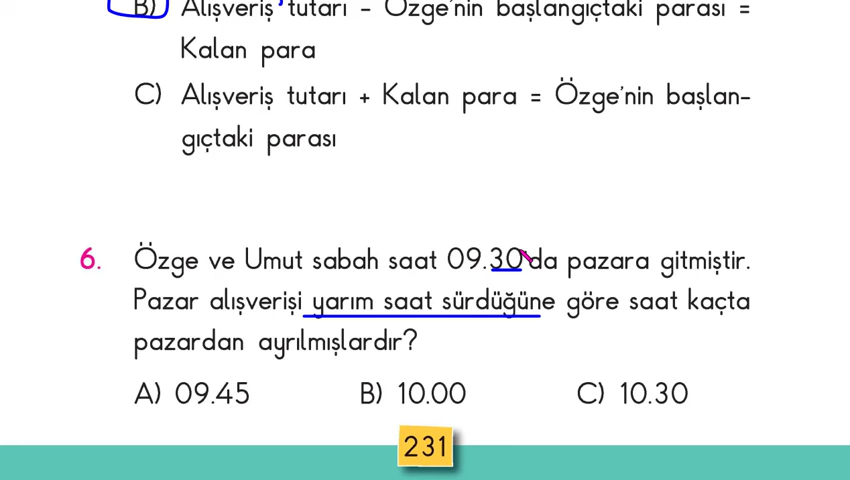 B) Alışveriş tutarı - Özge'nin başlangıçtaki parası =
Kalan para
C) Alışveriş tutarı + Kalan para = Özge'nin başlan-
gıçtaki parası
6. Özge ve Umut sabah saat 09.30'da pazara gitmiştir.
Pazar alışverişi yarım saat sürdüğüne göre saat kaçta
pazardan ayrılmışlardır?
A) 09.45 B) 10.00 C) 10.30
231